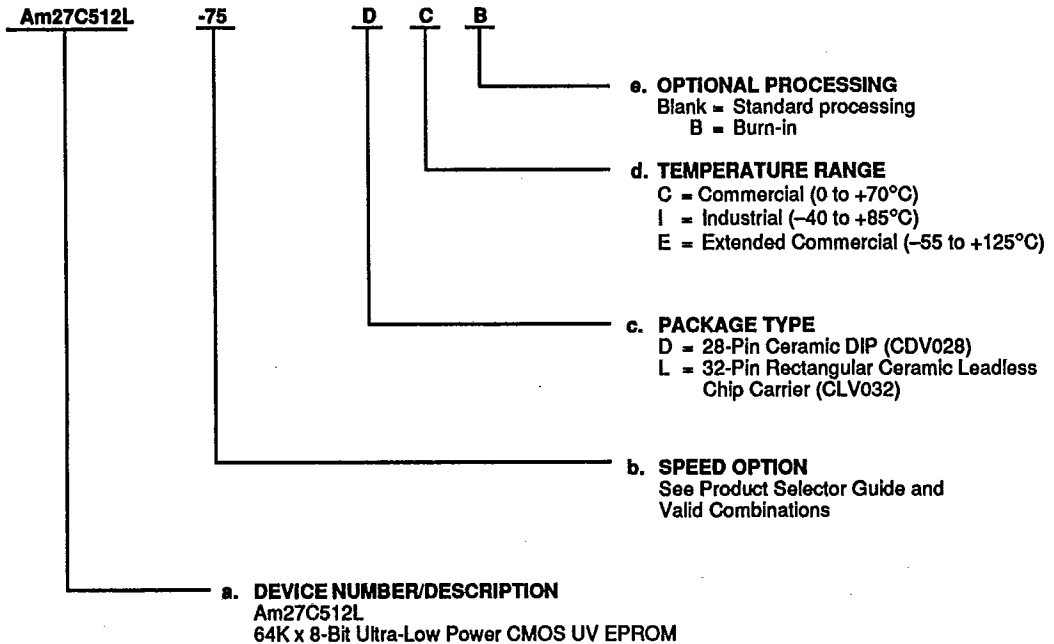 Am27C512L -75 D C B
e. OPTIONAL PROCESSING
Blank = Standard processing
B = Burn-in
d. TEMPERATURE RANGE
C = Commercial (0 to +70°C)
I = Industrial (–40 to +85°C)
E = Extended Commercial (–55 to +125°C)
c. PACKAGE TYPE
D = 28-Pin Ceramic DIP (CDV028)
L = 32-Pin Rectangular Ceramic Leadless
Chip Carrier (CLV032)
b. SPEED OPTION
See Product Selector Guide and
Valid Combinations
a. DEVICE NUMBER/DESCRIPTION
Am27C512L
64K x 8-Bit Ultra-Low Power CMOS UV EPROM